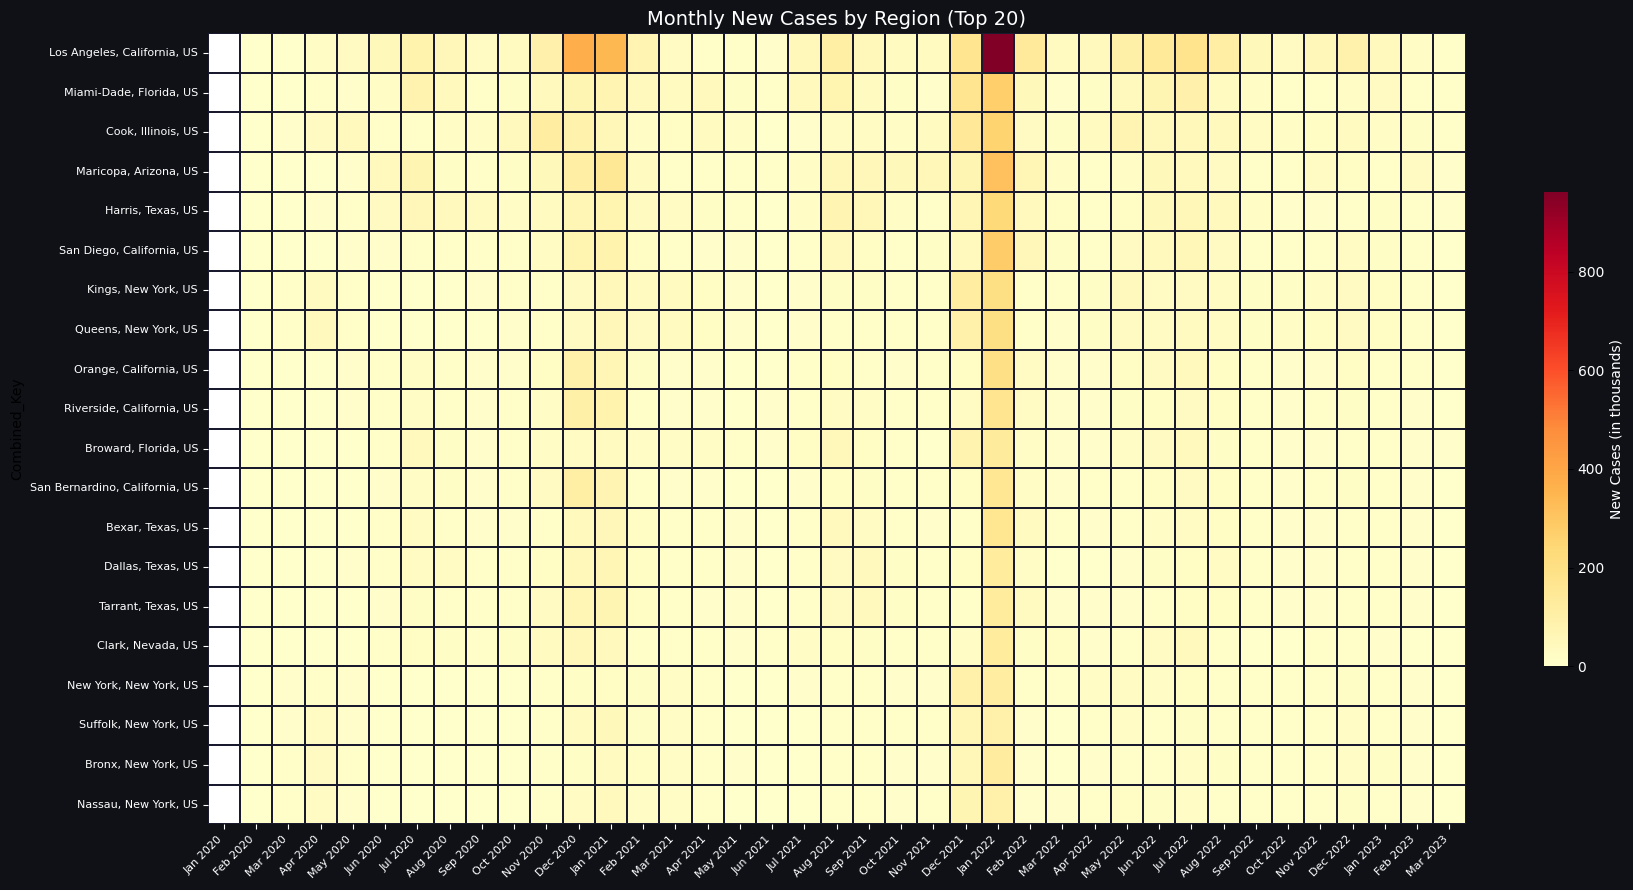 Monthly New Cases by Region (Top 20)
Los Angeles, California, US
Miami-Dade, Florida, US
Cook, Illinois, US
Maricopa, Arizona, US
Harris, Texas, US
San Diego, California, US
Kings, New York, US
Queens, New York, US
Orange, California, US
Riverside, California, US
Broward, Florida, US
San Bernardino, California, US
Bexar, Texas, US
Dallas, Texas, US
Tarrant, Texas, US
Clark, Nevada, US
New York, New York, US
Suffolk, New York, US
Bronx, New York, US
Nassau, New York, US
Combined_Key
Jan 2020
Feb 2020
Mar 2020
Apr 2020
May 2020
Jun 2020
Jul 2020
Aug 2020
Sep 2020
Oct 2020
Nov 2020
Dec 2020
Jan 2021
Feb 2021
Mar 2021
Apr 2021
May 2021
Jun 2021
Jul 2021
Aug 2021
Sep 2021
Oct 2021
Nov 2021
Dec 2021
Jan 2022
Feb 2022
Mar 2022
Apr 2022
May 2022
Jun 2022
Jul 2022
Aug 2022
Sep 2022
Oct 2022
Nov 2022
Dec 2022
Jan 2023
Feb 2023
Mar 2023
800
600
400
200
0
New Cases (in thousands)